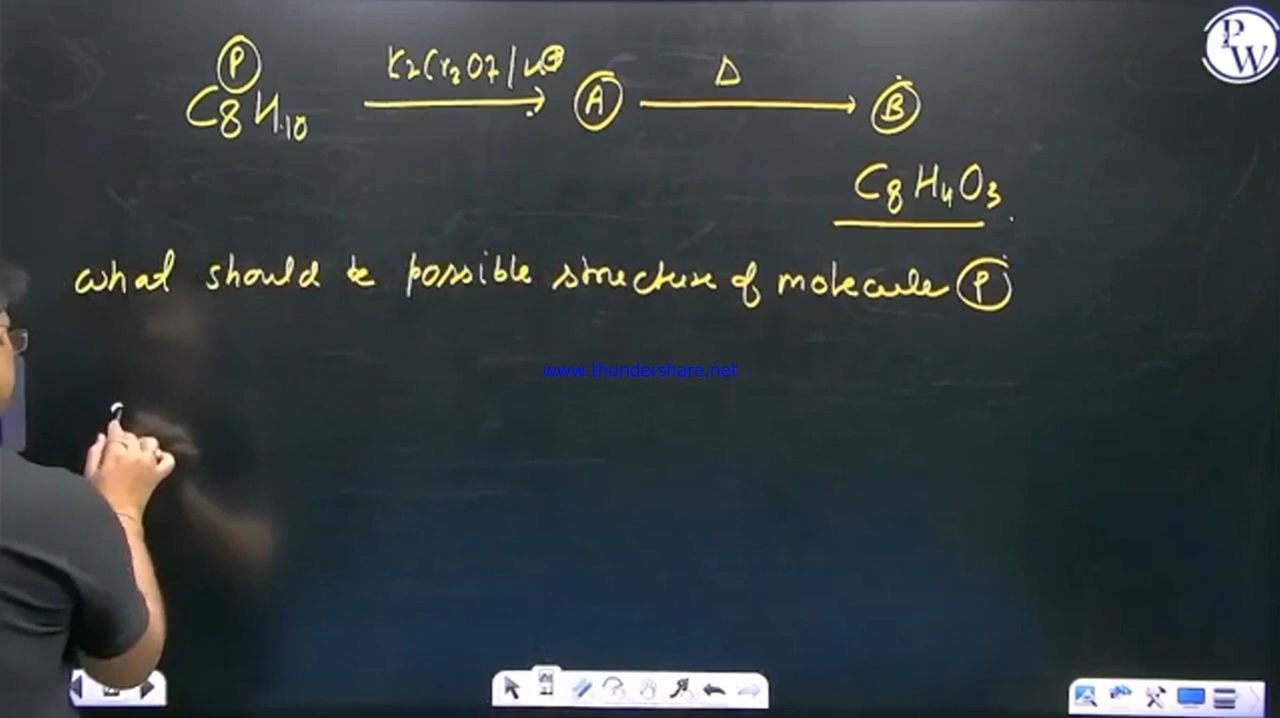 P
C8H10 K2Cr2O7/H⊕ A Δ B
C8H4O3
what should be possible structure of molecule P
www.thundershare.net
PW